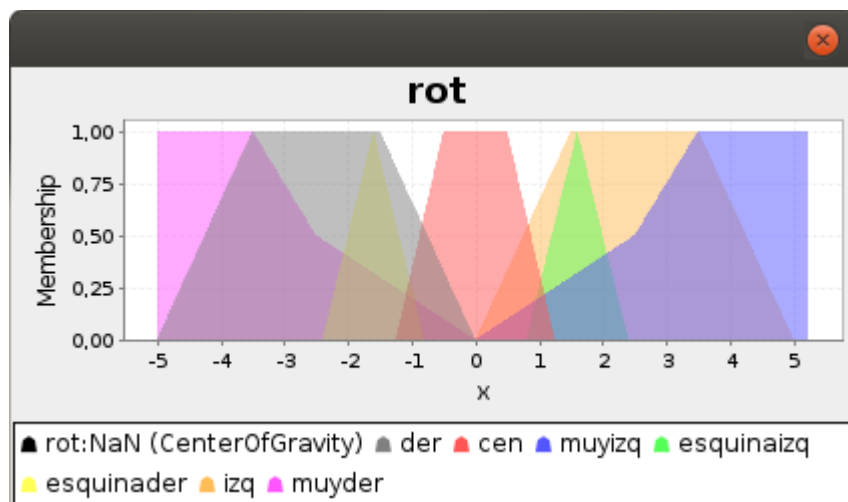 rot
1,00
0,75
0,50
0,25
0,00
Membership
-5 -4 -3 -2 -1 0 1 2 3 4 5
x
rot:NaN (CenterOfGravity) der cen muyizq esquinaizq
esquinader izq muyder